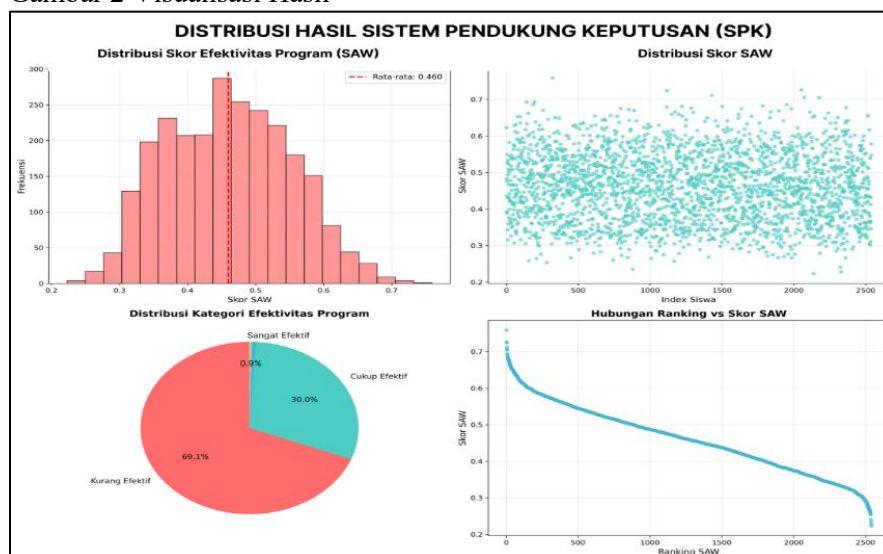 Gambar 2 Visualisasi Hasil
DISTRIBUSI HASIL SISTEM PENDUKUNG KEPUTUSAN (SPK)
Distribusi Skor Efektivitas Program (SAW)
Rata-rata: 0.460
Frekuensi
300
250
200
150
100
50
0
0.2 0.3 0.4 0.5 0.6 0.7
Skor SAW
Distribusi Skor SAW
Skor SAW
0.7
0.6
0.5
0.4
0.3
0.2
0 500 1000 1500 2000 2500
Index Siswa
Distribusi Kategori Efektivitas Program
Sangat Efektif
0.9%
Cukup Efektif
30.0%
69.1%
Kurang Efektif
Hubungan Ranking vs Skor SAW
Skor SAW
0.7
0.6
0.5
0.4
0.3
0.2
0 500 1000 1500 2000 2500
Ranking SAW